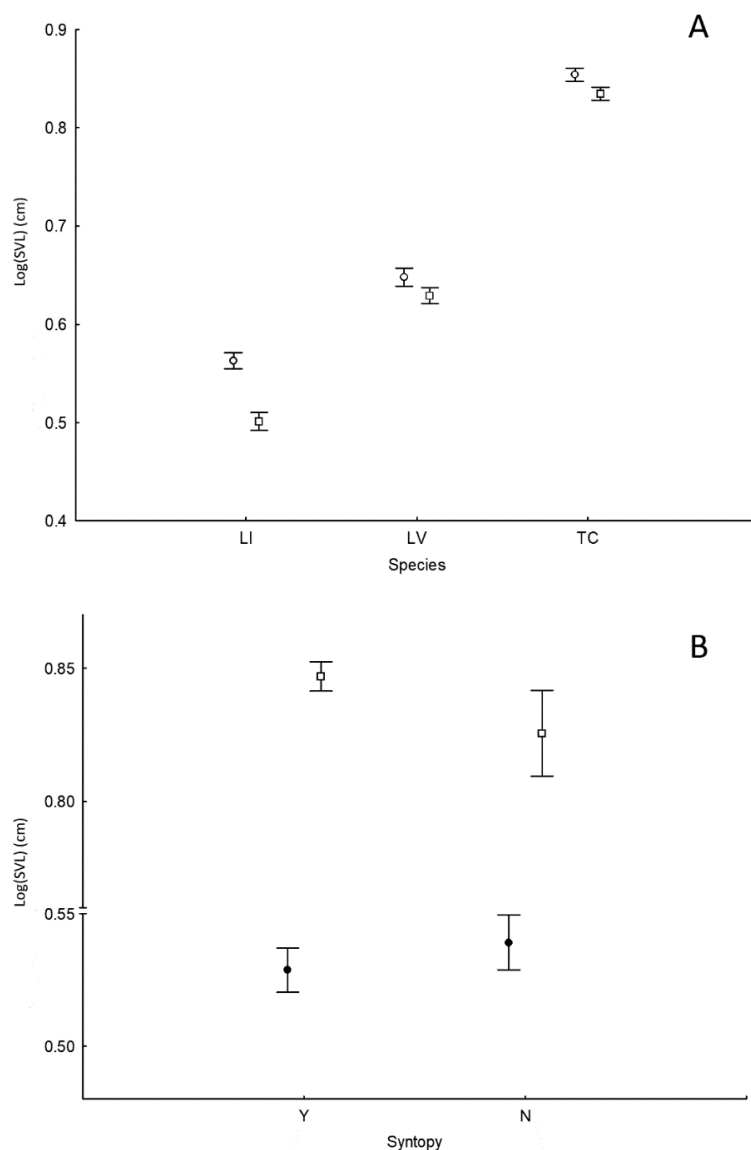 A
0.9
0.8
0.7
0.6
0.5
0.4
Log(SVL) (cm)
LI LV TC
Species
B
0.85
0.80
0.55
0.50
Log(SVL) (cm)
Y N
Syntopy